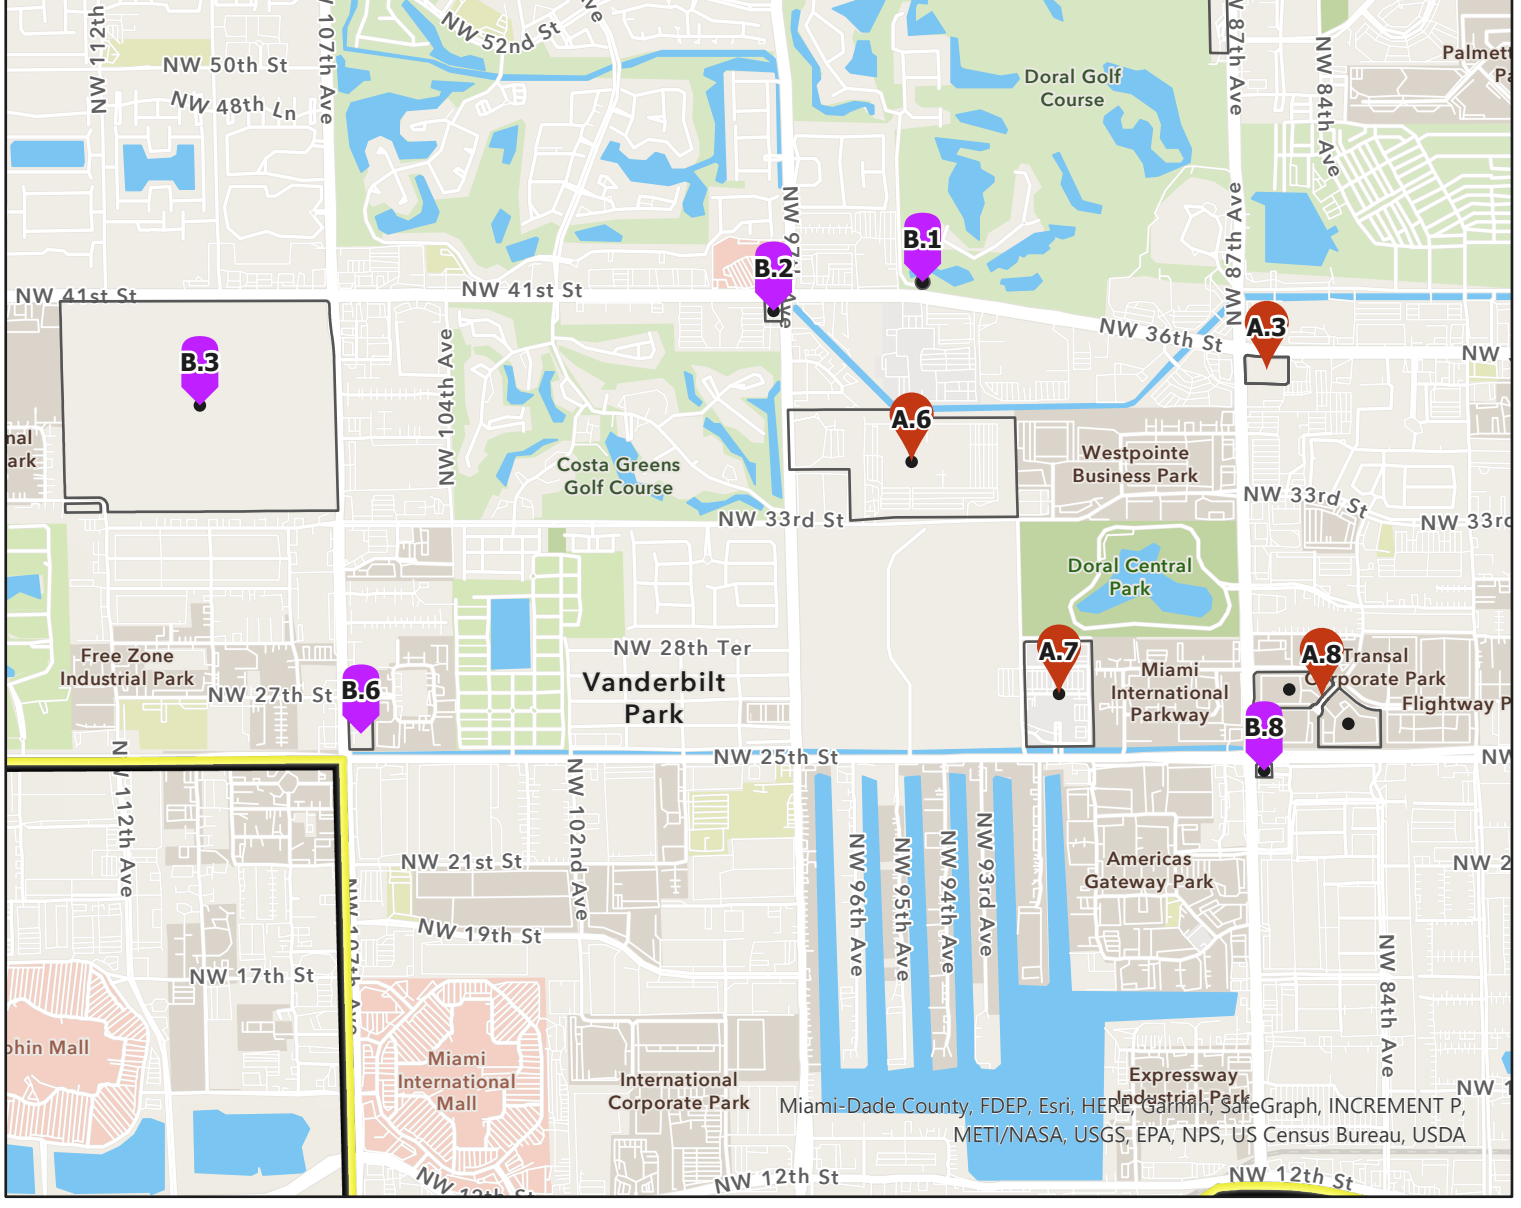 NW 112th
107th Ave
NW 52nd St
Ave
NW 50th St
NW 48th Ln
Doral Golf
Course
87th Ave
NW 84th Ave
NW 87th Ave
B.1
B.2
NW 41st St
NW 41st St
Ave
NW 36th St
A.3
NW
B.3
NW 104th Ave
A.6
Costa Greens
Golf Course
Westpointe
Business Park
NW 33rd St
NW 33rd St
Doral Central
Park
NW 28th Ter
Vanderbilt
Park
Free Zone
Industrial Park
NW 27th St
B.6
A.7
Miami
International
Parkway
A.8
Transal
Corporate Park
Flightway
B.8
NW 25th St
NW 112th Ave
NW 102nd Ave
NW 21st St
NW 19th St
NW 17th St
NW 96th Ave
NW 95th Ave
NW 94th Ave
NW 93rd Ave
Americas
Gateway Park
NW 84th Ave
Mall
Miami
International
Mall
International
Corporate Park
Expressway
Industrial Park
Miami-Dade County, FDEP, Esri, HERE, Garmin, SafeGraph, INCREMENT P,
METI/NASA, USGS, EPA, NPS, US Census Bureau, USDA
NW 12th St
NW 12th St
NW 12th St